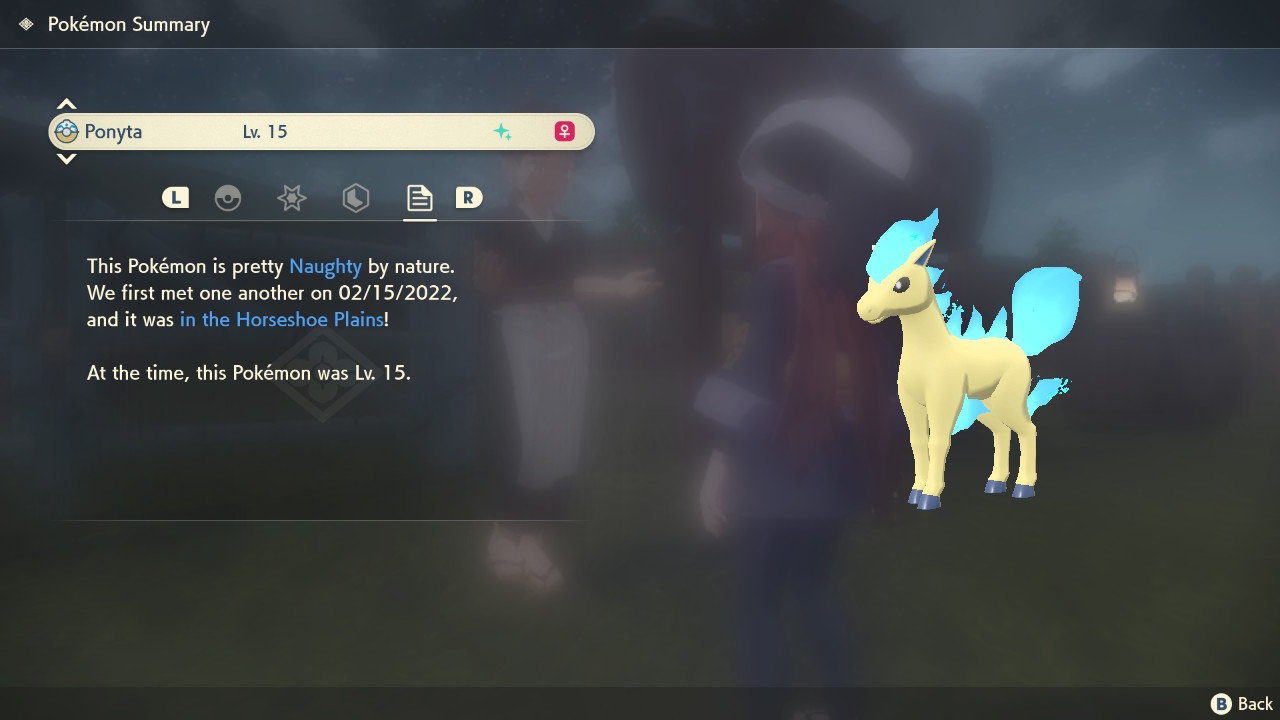 Pokémon Summary
Ponyta Lv. 15
L R
This Pokémon is pretty Naughty by nature.
We first met one another on 02/15/2022,
and it was in the Horseshoe Plains!
At the time, this Pokémon was Lv. 15.
B Back